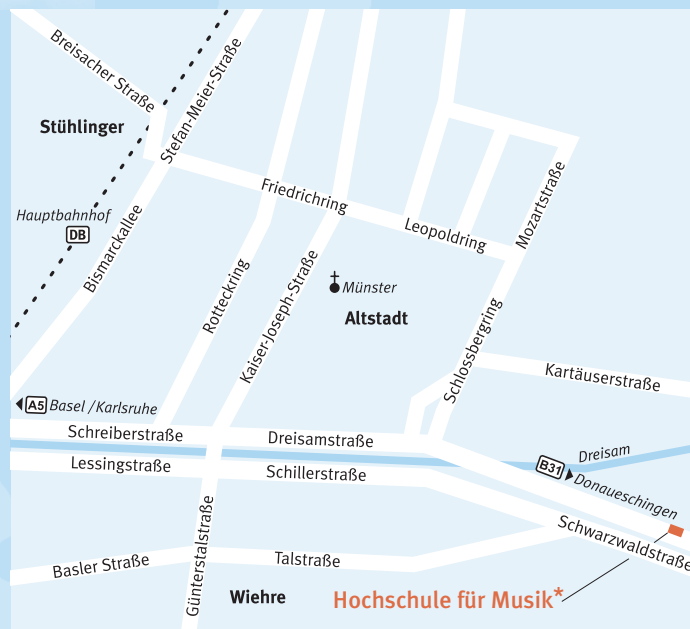 Breisacher Straße
Stefan-Meier-Straße
Stühlinger
Friedrichring
Mozartstraße
Hauptbahnhof
DB
Bismarckallee
Leopoldring
Rotteckring
Kaiser-Joseph-Straße
Münster
Altstadt
Schlossbergring
Kartäuserstraße
A5 Basel /Karlsruhe
Schreiberstraße
Dreisamstraße
Dreisam
Lessingstraße
Schillerstraße
B31 Donaueschingen
Günterstalstraße
Schwarzwaldstraße
Basler Straße
Talstraße
Wiehre
Hochschule für Musik*